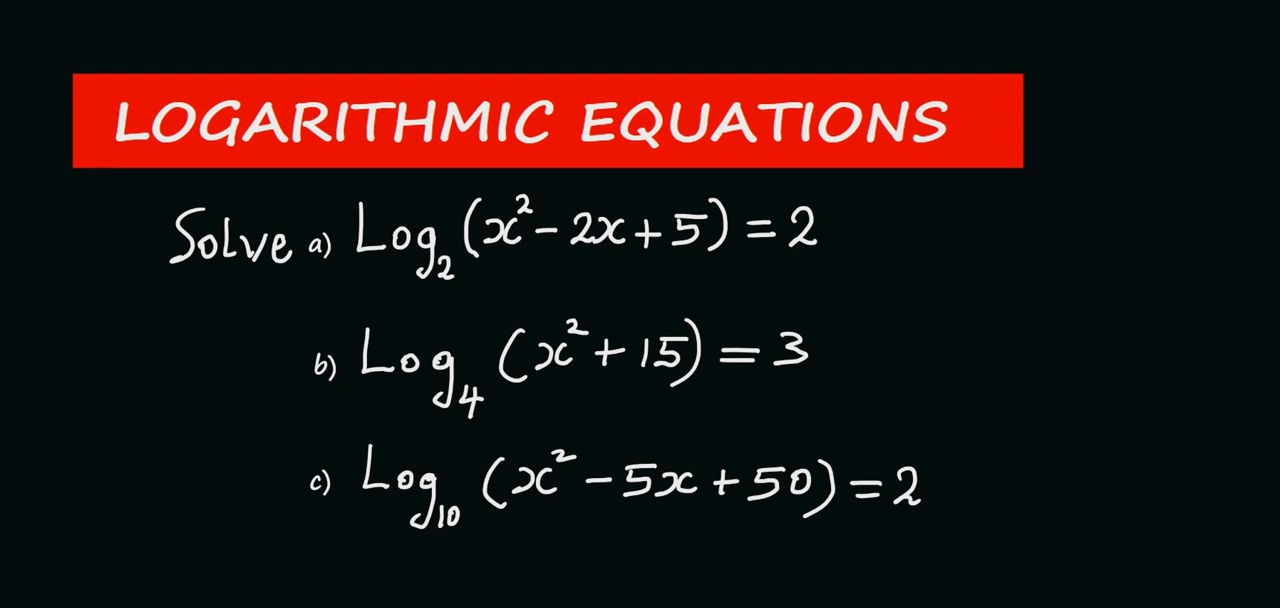 LOGARITHMIC EQUATIONS
Solve a) Log₂ (x² - 2x + 5) = 2
b) Log₄ (x² + 15) = 3
c) Log₁₀ (x² - 5x + 50) = 2